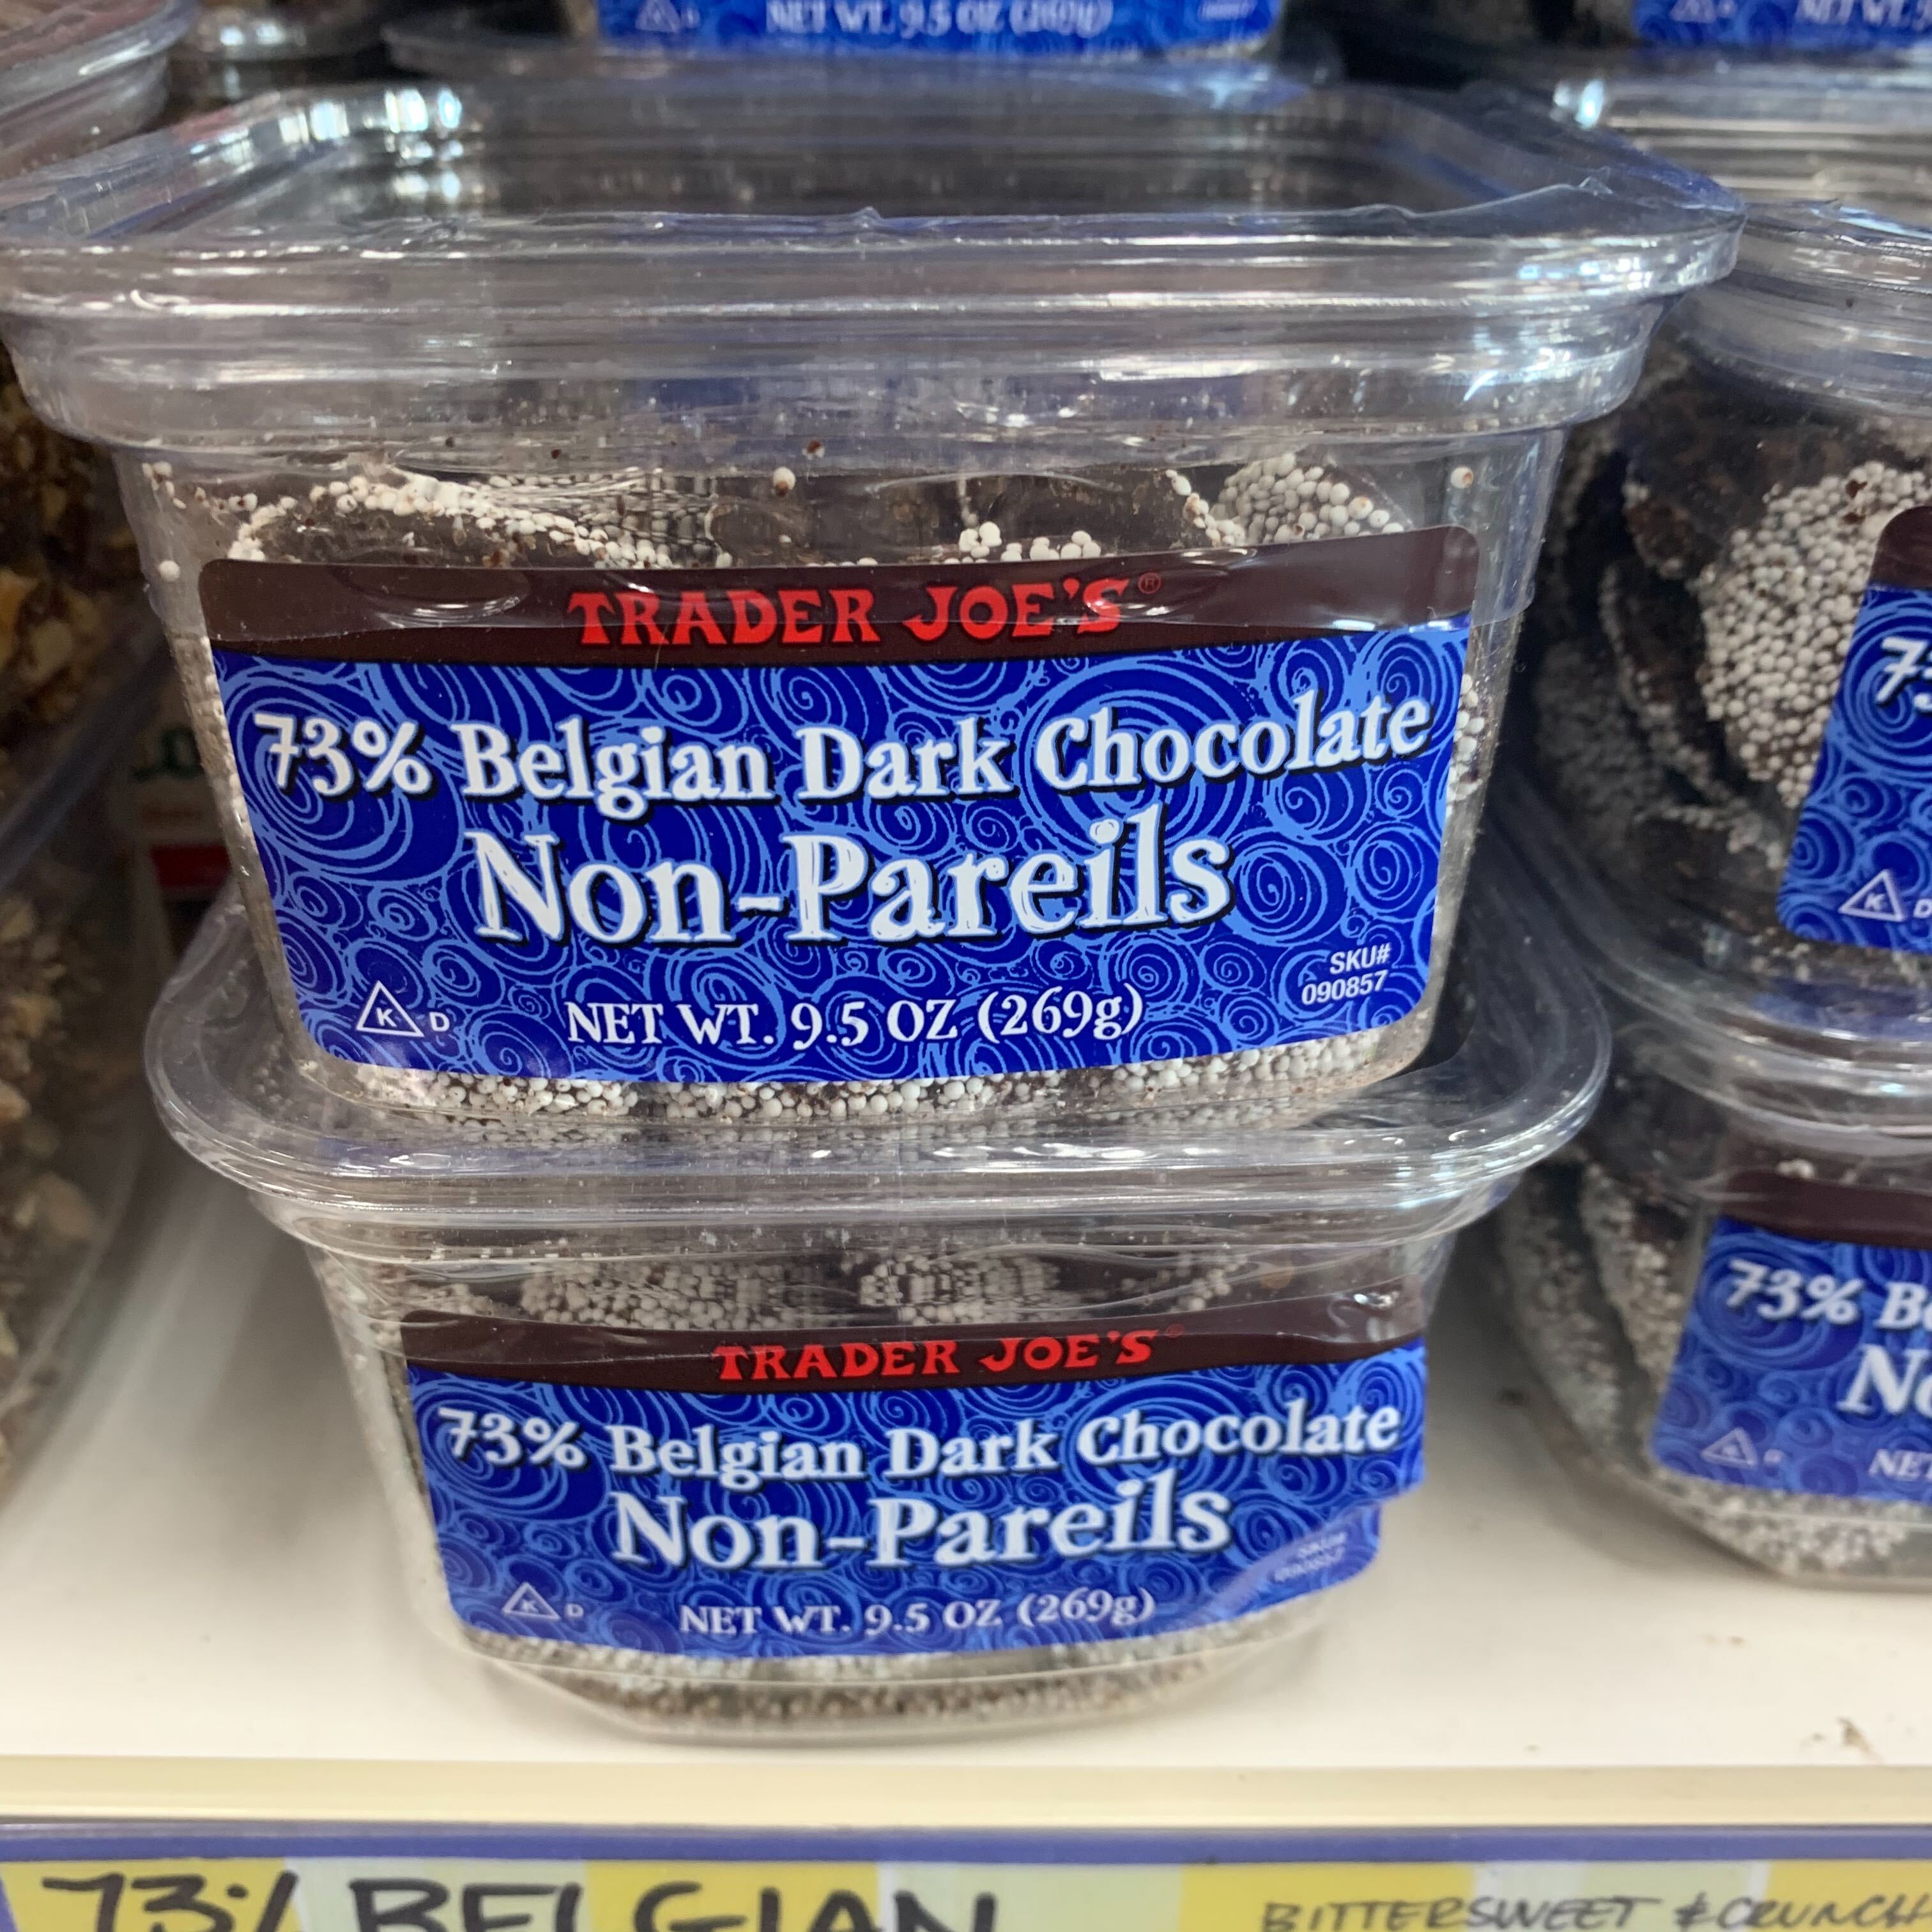 NET WT. 9.5 OZ (269g)
TRADER JOE'S®
73% Belgian Dark Chocolate
Non-Pareils
SKU#
090857
K D
NET WT. 9.5 OZ (269g)
TRADER JOE'S®
73% Belgian Dark Chocolate
Non-Pareils
K D
NET WT. 9.5 OZ (269g)
K
73% B
73% BELGIAN
BITTERSWEET & CRUNCH